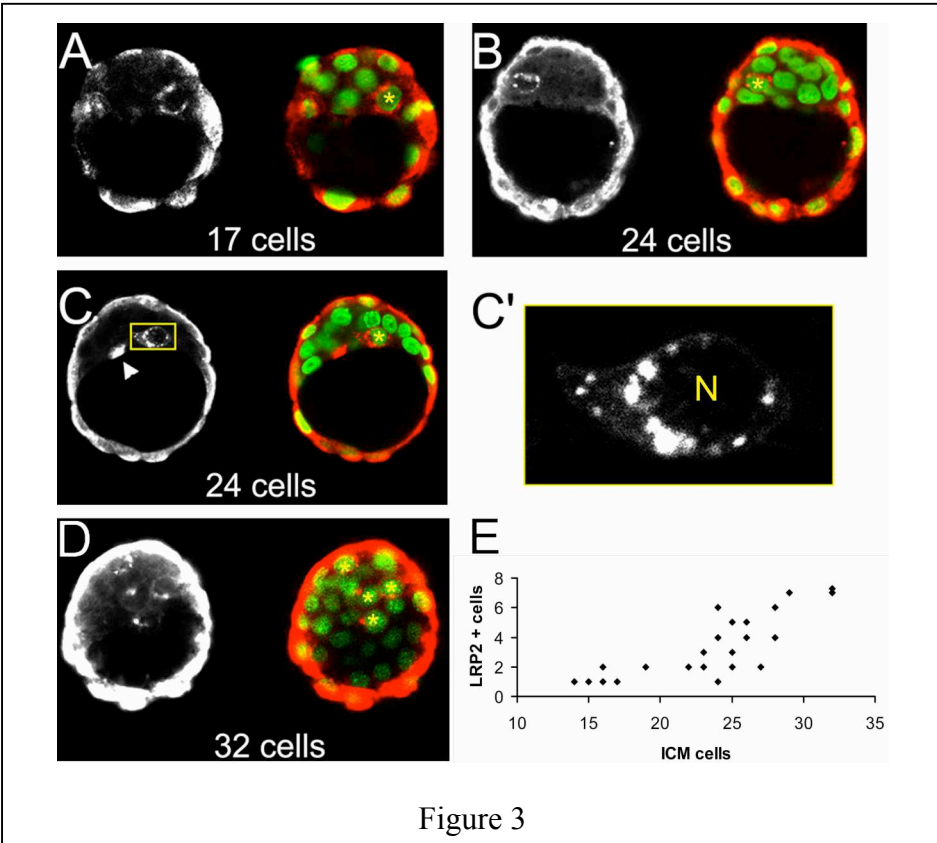 A
*
17 cells
B
*
24 cells
C
*
24 cells
C'
N
D
*
*
*
*
32 cells
E
LRP2 + cells
8
6
4
2
0
10 15 20 25 30 35
ICM cells
Figure 3